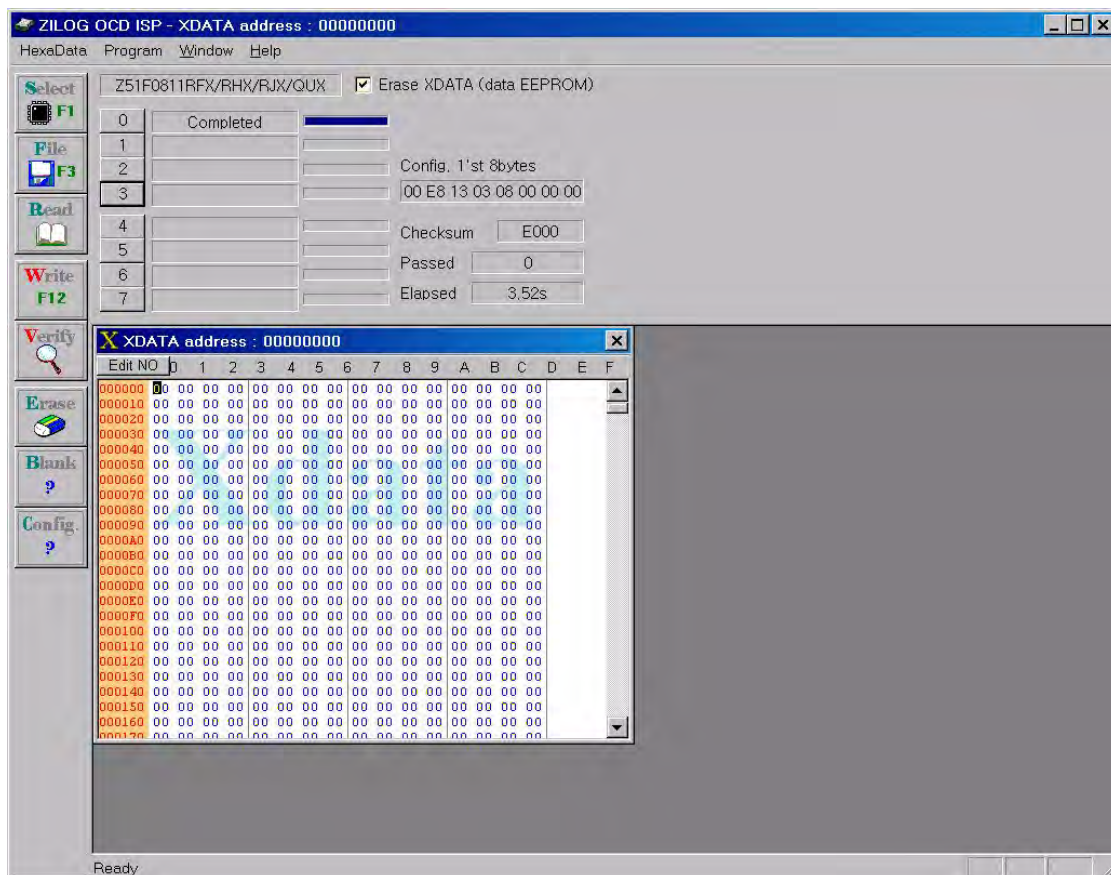 ZILOG OCD ISP - XDATA address : 00000000
HexaData Program Window Help
Select F1
Z51F0811RFX/RHX/RJX/QUX Erase XDATA (data EEPROM)
0 Completed
1
File F3
2 Config, 1'st 8bytes
3 00 E8 13 03 08 00 00 00
Read
4 Checksum E000
5
Passed 0
Write F12
6
7 Elapsed 3,52s
Verify
X XDATA address : 00000000
Edit NO 0 1 2 3 4 5 6 7 8 9 A B C D E F
000000 00 00 00 00 00 00 00 00 00 00 00 00 00 00 00 00
000010 00 00 00 00 00 00 00 00 00 00 00 00 00 00 00 00
000020 00 00 00 00 00 00 00 00 00 00 00 00 00 00 00 00
000030 00 00 00 00 00 00 00 00 00 00 00 00 00 00 00 00
000040 00 00 00 00 00 00 00 00 00 00 00 00 00 00 00 00
000050 00 00 00 00 00 00 00 00 00 00 00 00 00 00 00 00
000060 00 00 00 00 00 00 00 00 00 00 00 00 00 00 00 00
000070 00 00 00 00 00 00 00 00 00 00 00 00 00 00 00 00
000080 00 00 00 00 00 00 00 00 00 00 00 00 00 00 00 00
000090 00 00 00 00 00 00 00 00 00 00 00 00 00 00 00 00
0000A0 00 00 00 00 00 00 00 00 00 00 00 00 00 00 00 00
0000B0 00 00 00 00 00 00 00 00 00 00 00 00 00 00 00 00
0000C0 00 00 00 00 00 00 00 00 00 00 00 00 00 00 00 00
0000D0 00 00 00 00 00 00 00 00 00 00 00 00 00 00 00 00
0000E0 00 00 00 00 00 00 00 00 00 00 00 00 00 00 00 00
0000F0 00 00 00 00 00 00 00 00 00 00 00 00 00 00 00 00
000100 00 00 00 00 00 00 00 00 00 00 00 00 00 00 00 00
000110 00 00 00 00 00 00 00 00 00 00 00 00 00 00 00 00
000120 00 00 00 00 00 00 00 00 00 00 00 00 00 00 00 00
000130 00 00 00 00 00 00 00 00 00 00 00 00 00 00 00 00
000140 00 00 00 00 00 00 00 00 00 00 00 00 00 00 00 00
000150 00 00 00 00 00 00 00 00 00 00 00 00 00 00 00 00
000160 00 00 00 00 00 00 00 00 00 00 00 00 00 00 00 00
000170 00 00 00 00 00 00 00 00 00 00 00 00 00 00 00 00
Xdata
Erase
Blank ?
Config. ?
Ready